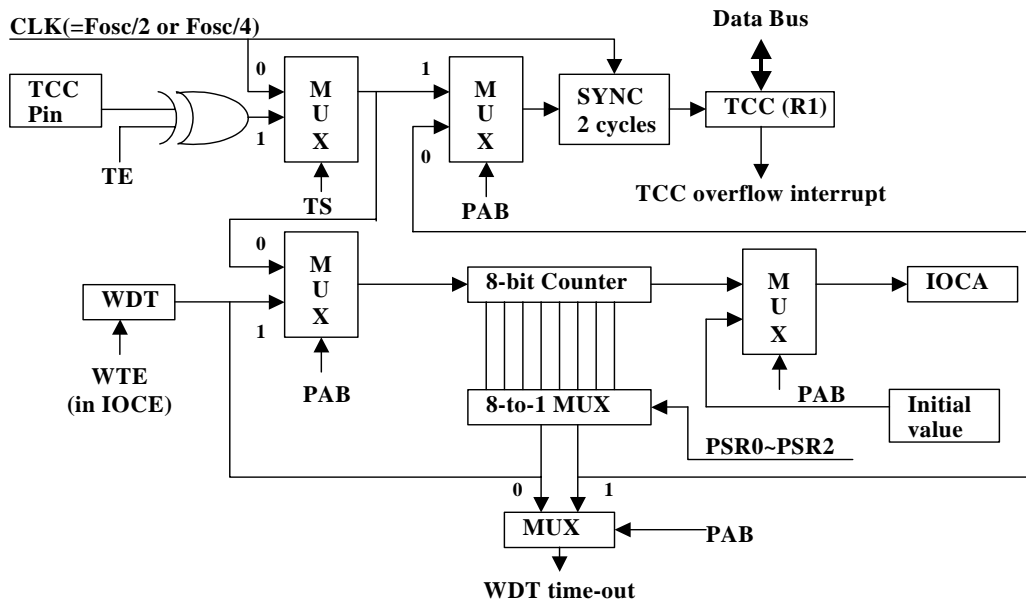 Data Bus
CLK(=Fosc/2 or Fosc/4)
0
1
TCC
Pin
M
U
X
M
U
X
SYNC
2 cycles
TCC (R1)
1
0
TE
TS
PAB
TCC overflow interrupt
0
M
U
X
8-bit Counter
M
U
X
IOCA
WDT
1
WTE
(in IOCE)
PAB
8-to-1 MUX
PAB
Initial
value
PSR0~PSR2
0
1
MUX
PAB
WDT time-out